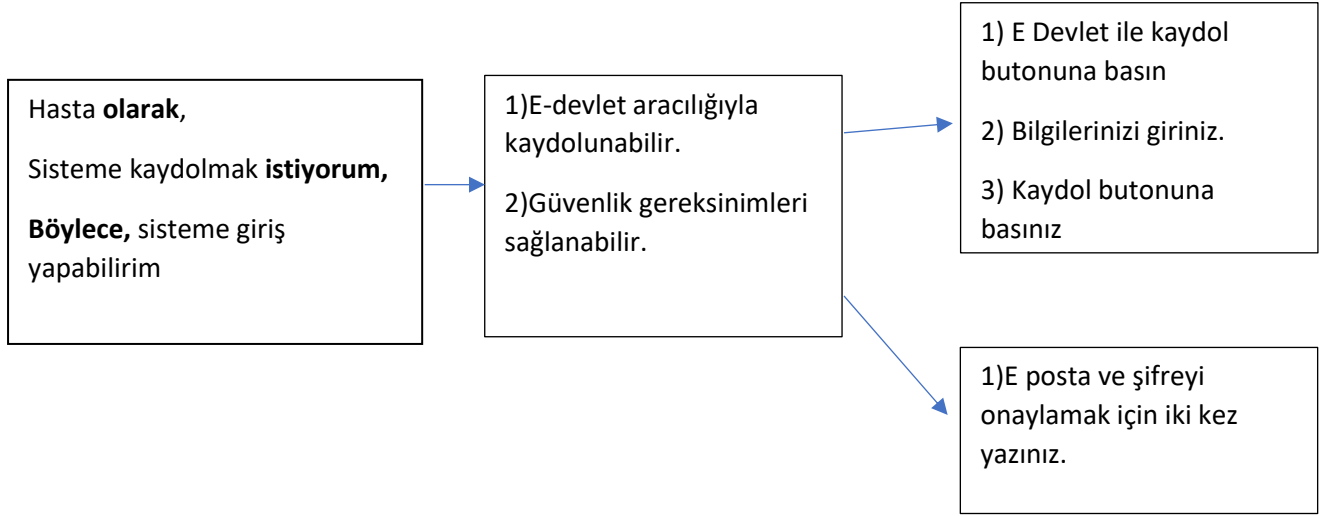 Hasta olarak,
Sisteme kaydolmak istiyorum,
Böylece, sisteme giriş
yapabilirim
1)E-devlet aracılığıyla
kaydolunabilir.
2)Güvenlik gereksinimleri
sağlanabilir.
1) E Devlet ile kaydol
butonuna basın
2) Bilgilerinizi giriniz.
3) Kaydol butonuna
basınız
1)E posta ve şifreyi
onaylamak için iki kez
yazınız.